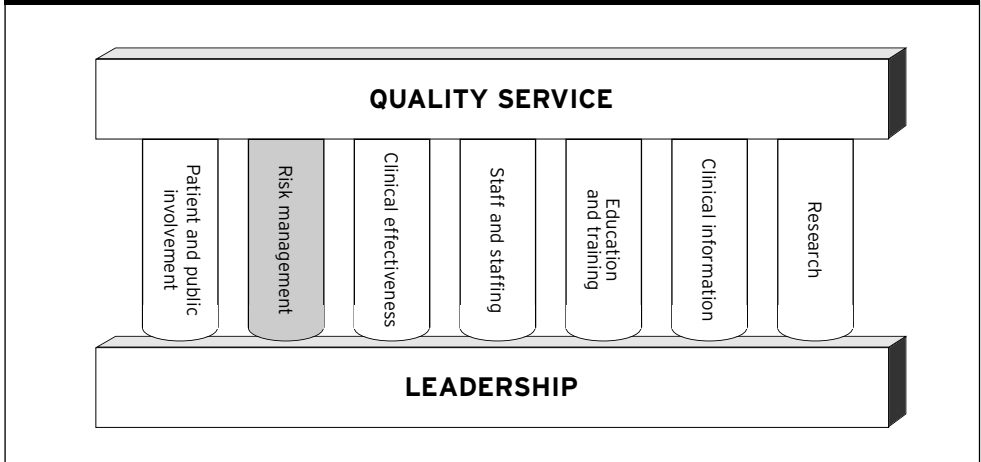 QUALITY SERVICE
Patient and public
involvement
Risk management
Clinical effectiveness
Staff and staffing
Education
and training
Clinical information
Research
LEADERSHIP